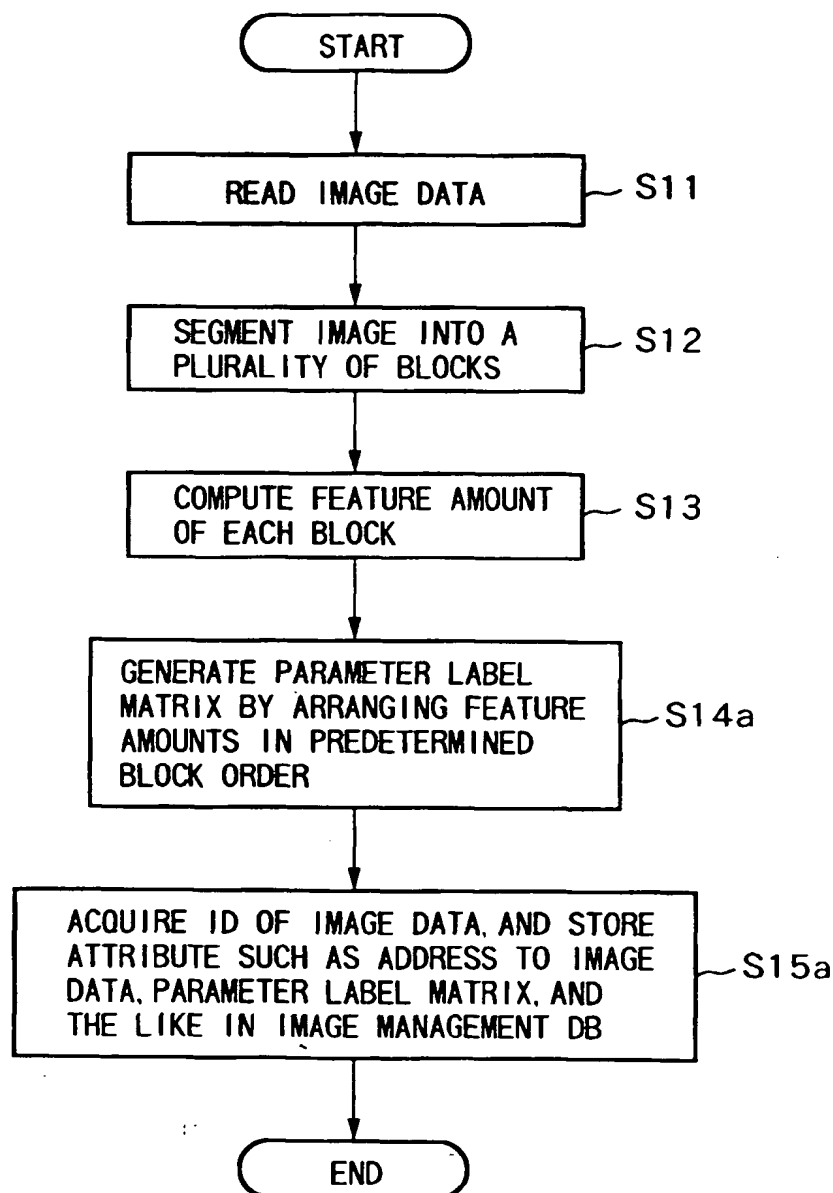 START
READ IMAGE DATA
S11
SEGMENT IMAGE INTO A
PLURALITY OF BLOCKS
S12
COMPUTE FEATURE AMOUNT
OF EACH BLOCK
S13
GENERATE PARAMETER LABEL
MATRIX BY ARRANGING FEATURE
AMOUNTS IN PREDETERMINED
BLOCK ORDER
S14a
ACQUIRE ID OF IMAGE DATA, AND STORE
ATTRIBUTE SUCH AS ADDRESS TO IMAGE
DATA, PARAMETER LABEL MATRIX, AND
THE LIKE IN IMAGE MANAGEMENT DB
S15a
END